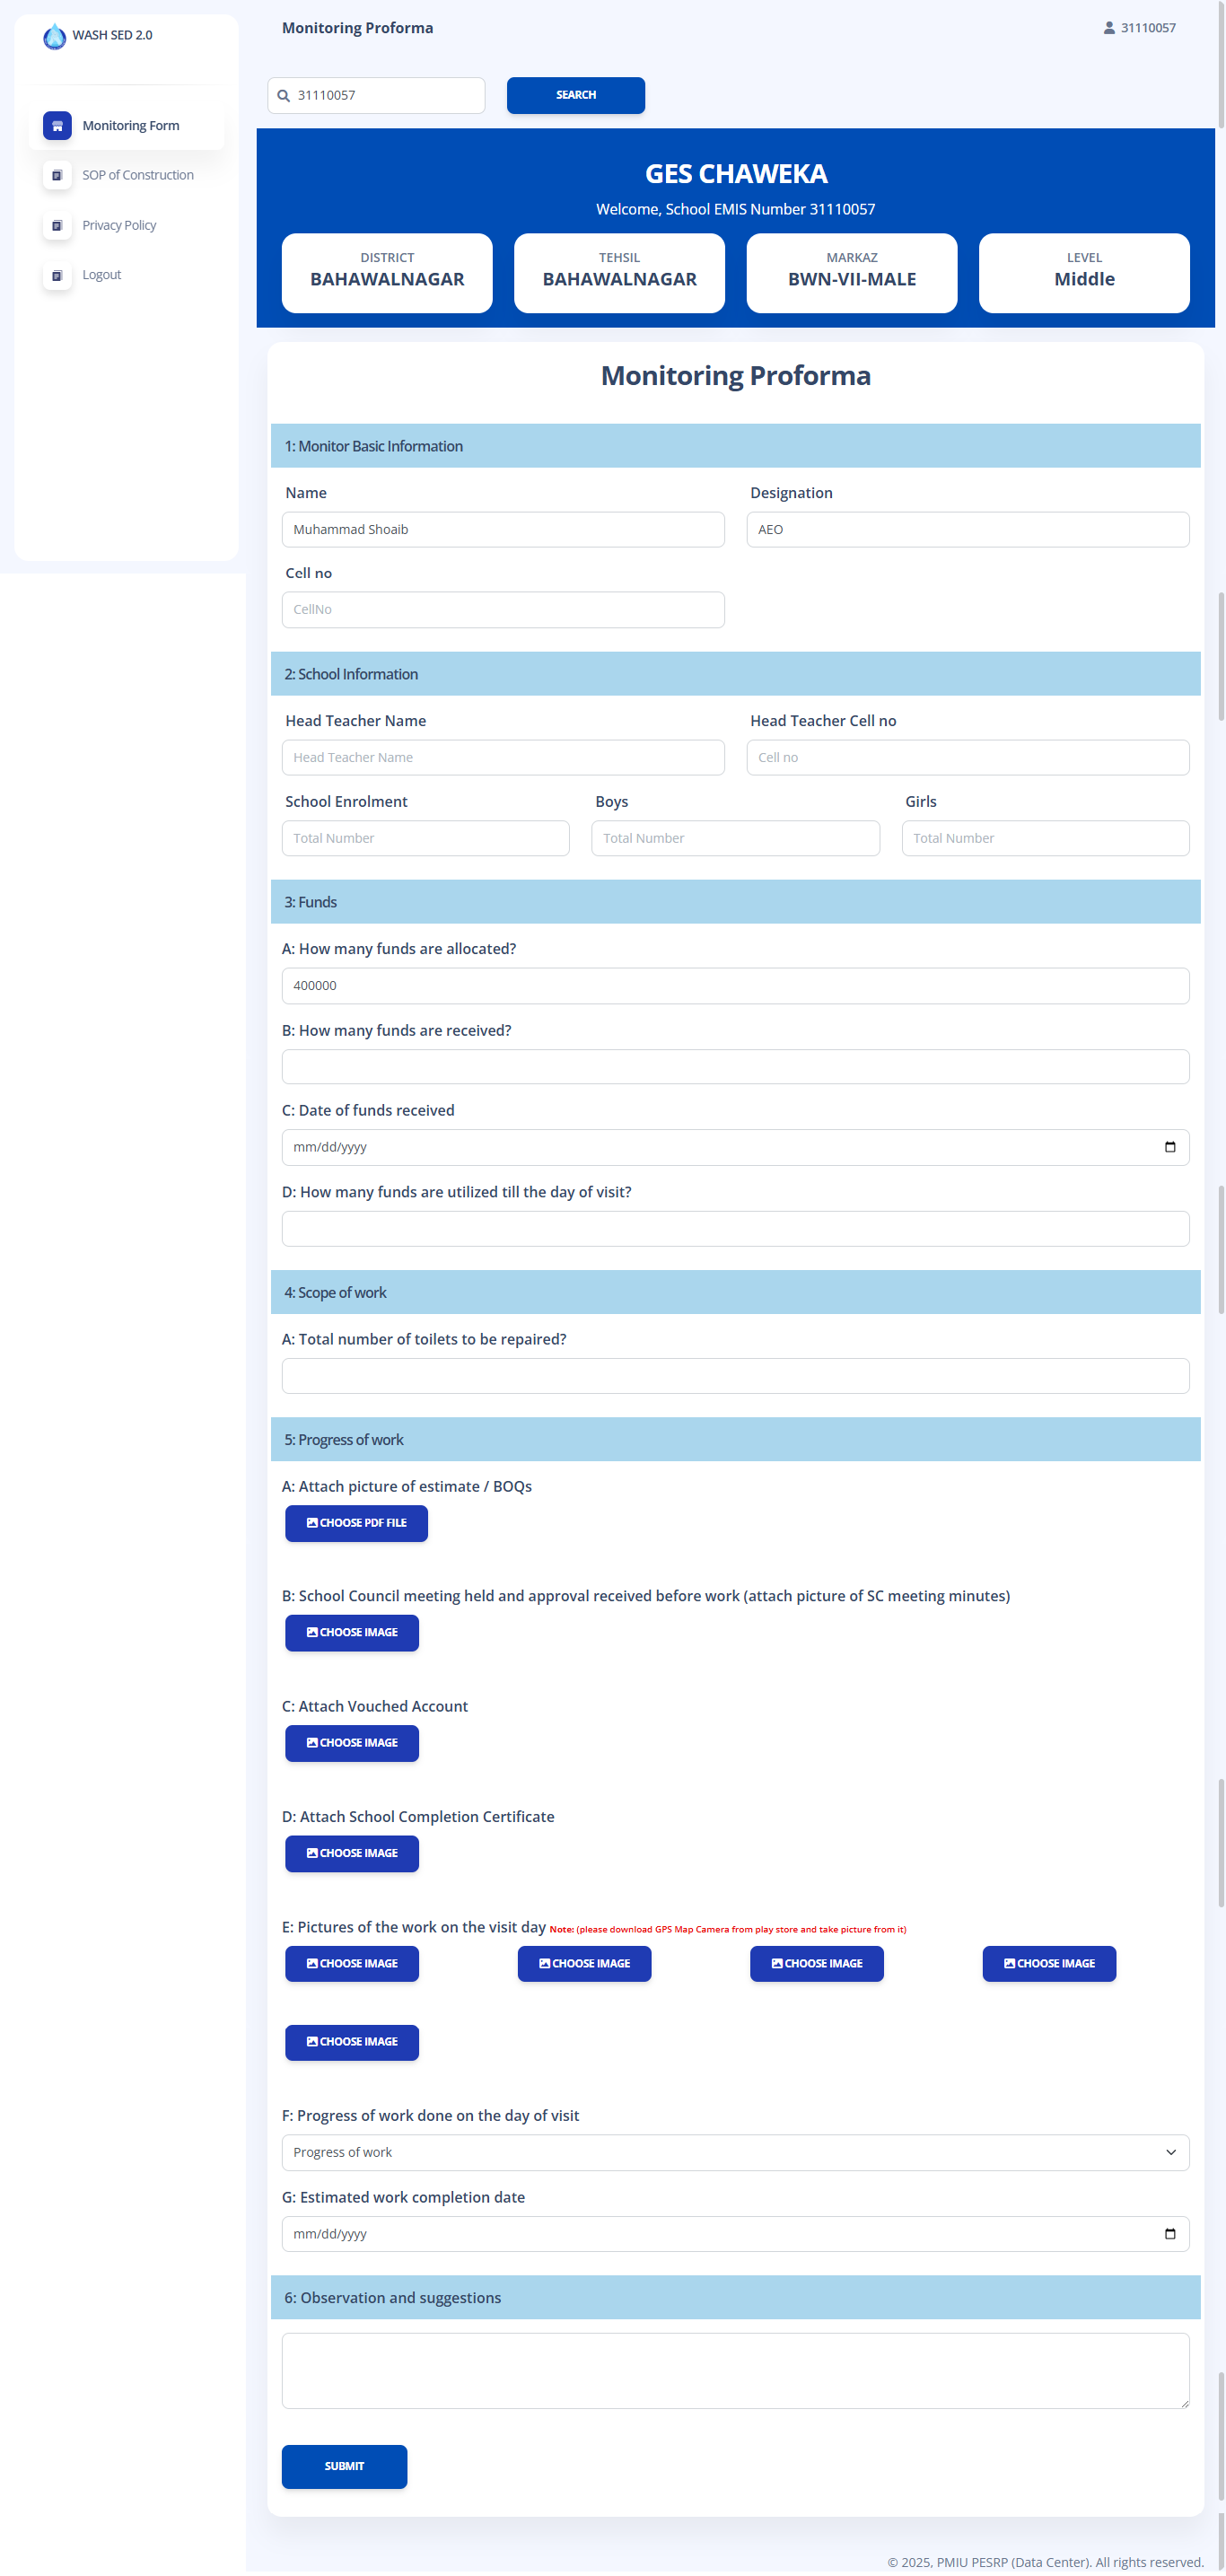 WASH SED 2.0
Monitoring Form
SOP of Construction
Privacy Policy
Logout
Monitoring Proforma
31110057
31110057
SEARCH
GES CHAWEKA
Welcome, School EMIS Number 31110057
DISTRICT
BAHAWALNAGAR
TEHSIL
BAHAWALNAGAR
MARKAZ
BWN-VII-MALE
LEVEL
Middle
Monitoring Proforma
1: Monitor Basic Information
Name
Designation
Muhammad Shoaib
AEO
Cell no
CellNo
2: School Information
Head Teacher Name
Head Teacher Cell no
Head Teacher Name
Cell no
School Enrolment
Boys
Girls
Total Number
Total Number
Total Number
3: Funds
A: How many funds are allocated?
400000
B: How many funds are received?
C: Date of funds received
mm/dd/yyyy
D: How many funds are utilized till the day of visit?
4: Scope of work
A: Total number of toilets to be repaired?
5: Progress of work
A: Attach picture of estimate / BOQs
CHOOSE PDF FILE
B: School Council meeting held and approval received before work (attach picture of SC meeting minutes)
CHOOSE IMAGE
C: Attach Vouched Account
CHOOSE IMAGE
D: Attach School Completion Certificate
CHOOSE IMAGE
E: Pictures of the work on the visit day Note: (please download GPS Map Camera from play store and take picture from it)
CHOOSE IMAGE
CHOOSE IMAGE
CHOOSE IMAGE
CHOOSE IMAGE
CHOOSE IMAGE
F: Progress of work done on the day of visit
Progress of work
G: Estimated work completion date
mm/dd/yyyy
6: Observation and suggestions
SUBMIT
© 2025, PMIU PESRP (Data Center). All rights reserved.